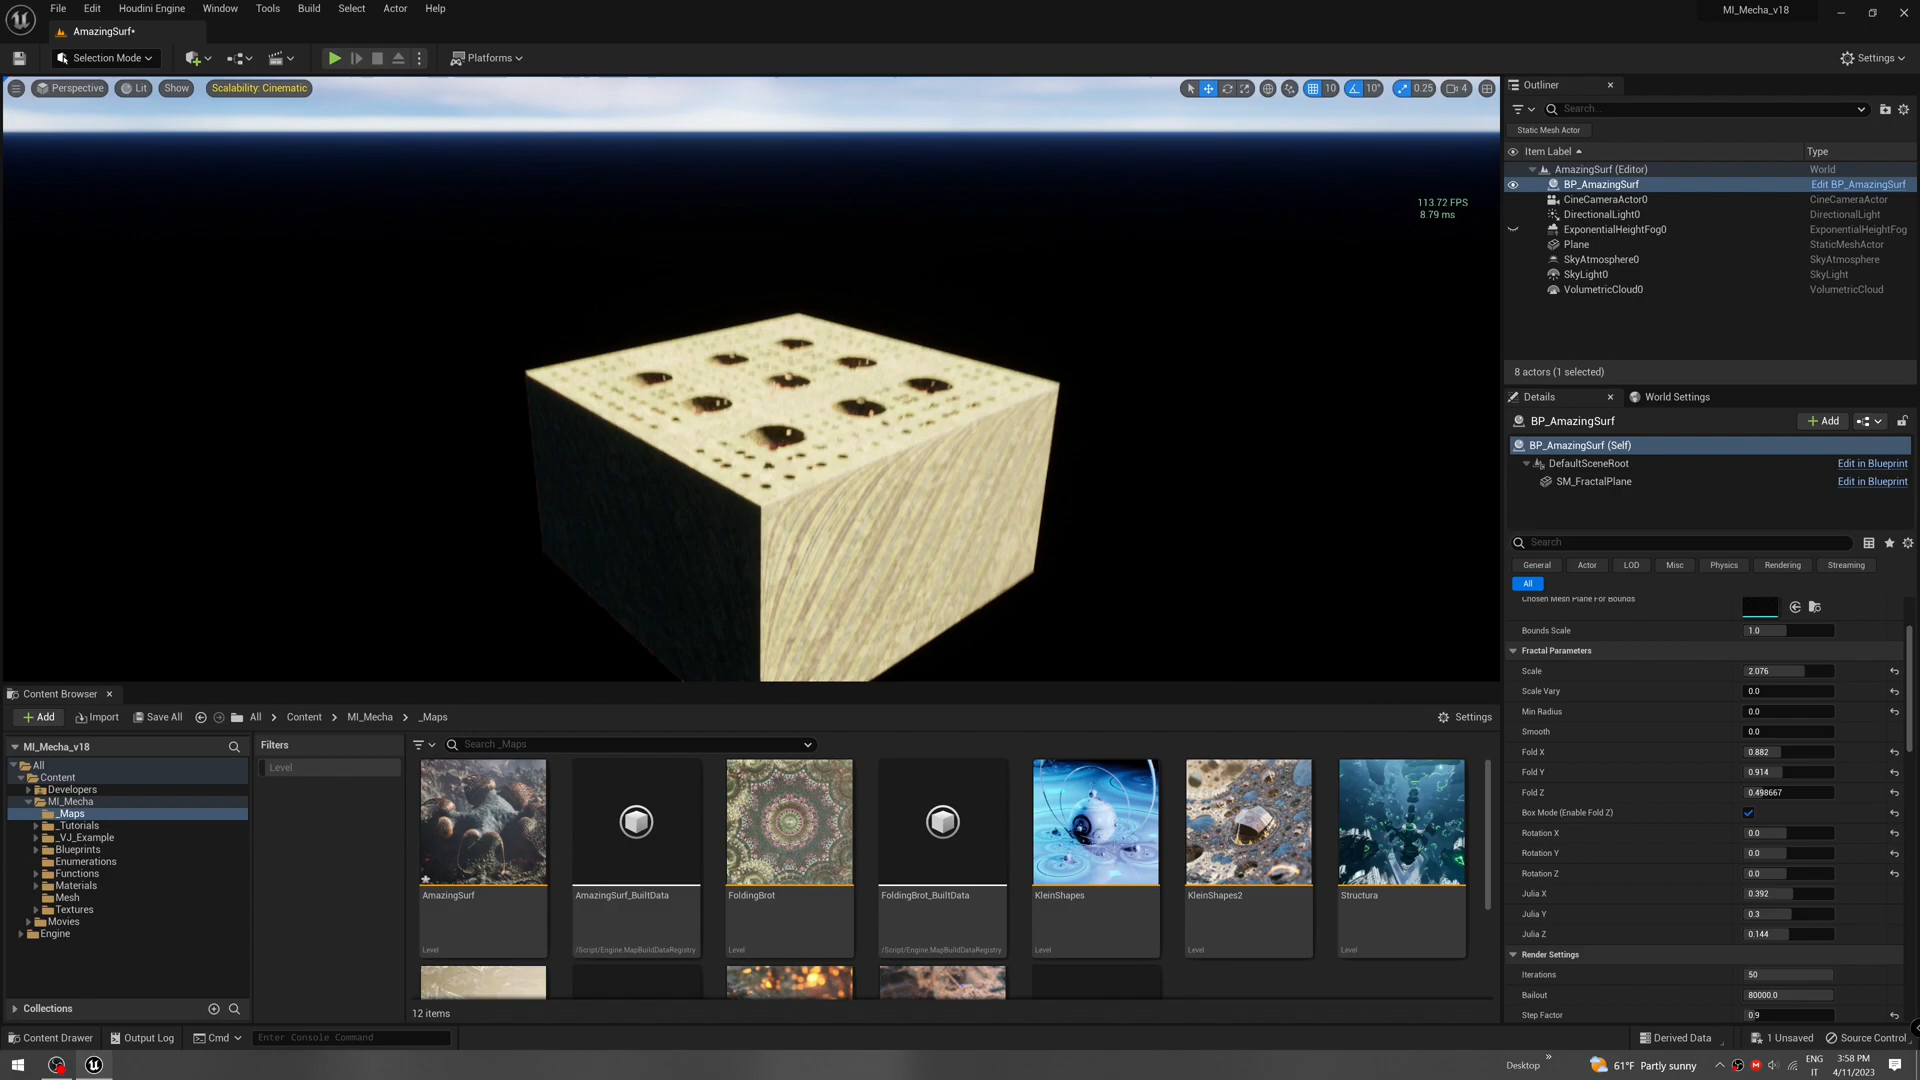 File Edit Houdini Engine Window Tools Build Select Actor Help
MI_Mecha_v18
AmazingSurf*
Selection Mode
Platforms
Settings
Perspective Lit Show Scalability: Cinematic
10 10° 0.25 4
113.72 FPS
8.79 ms
Outliner
Search...
Static Mesh Actor
Item Label Type
AmazingSurf (Editor) World
BP_AmazingSurf Edit BP_AmazingSurf
CineCameraActor0 CineCameraActor
DirectionalLight0 DirectionalLight
ExponentialHeightFog0 ExponentialHeightFog
Plane StaticMeshActor
SkyAtmosphere0 SkyAtmosphere
SkyLight0 SkyLight
VolumetricCloud0 VolumetricCloud
8 actors (1 selected)
Details World Settings
BP_AmazingSurf Add
BP_AmazingSurf (Self)
DefaultSceneRoot Edit in Blueprint
SM_FractalPlane Edit in Blueprint
Search
General Actor LOD Misc Physics Rendering Streaming
All
Chosen Mesh Plane For Bounds
Bounds Scale 1.0
Fractal Parameters
Scale 2.076
Scale Vary 0.0
Min Radius 0.0
Smooth 0.0
Fold X 0.882
Fold Y 0.914
Fold Z 0.498667
Box Mode (Enable Fold Z)
Rotation X 0.0
Rotation Y 0.0
Rotation Z 0.0
Julia X 0.392
Julia Y 0.3
Julia Z 0.144
Render Settings
Iterations 50
Bailout 80000.0
Step Factor 0.9
Content Browser
Add Import Save All All Content MI_Mecha _Maps Settings
MI_Mecha_v18
All
Content
Developers
MI_Mecha
_Maps
_Tutorials
_VJ_Example
Blueprints
Enumerations
Functions
Materials
Mesh
Textures
Movies
Engine
Collections
Filters
Level
Search _Maps
AmazingSurf AmazingSurf_BuiltData FoldingBrot FoldingBrot_BuiltData KleinShapes KleinShapes2 Structura
Level /Script/Engine.MapBuildDataRegistry Level /Script/Engine.MapBuildDataRegistry Level Level Level
12 items
Content Drawer Output Log Cmd Enter Console Command Derived Data 1 Unsaved Source Control
Desktop 61°F Partly sunny ENG 3:58 PM
IT 4/11/2023